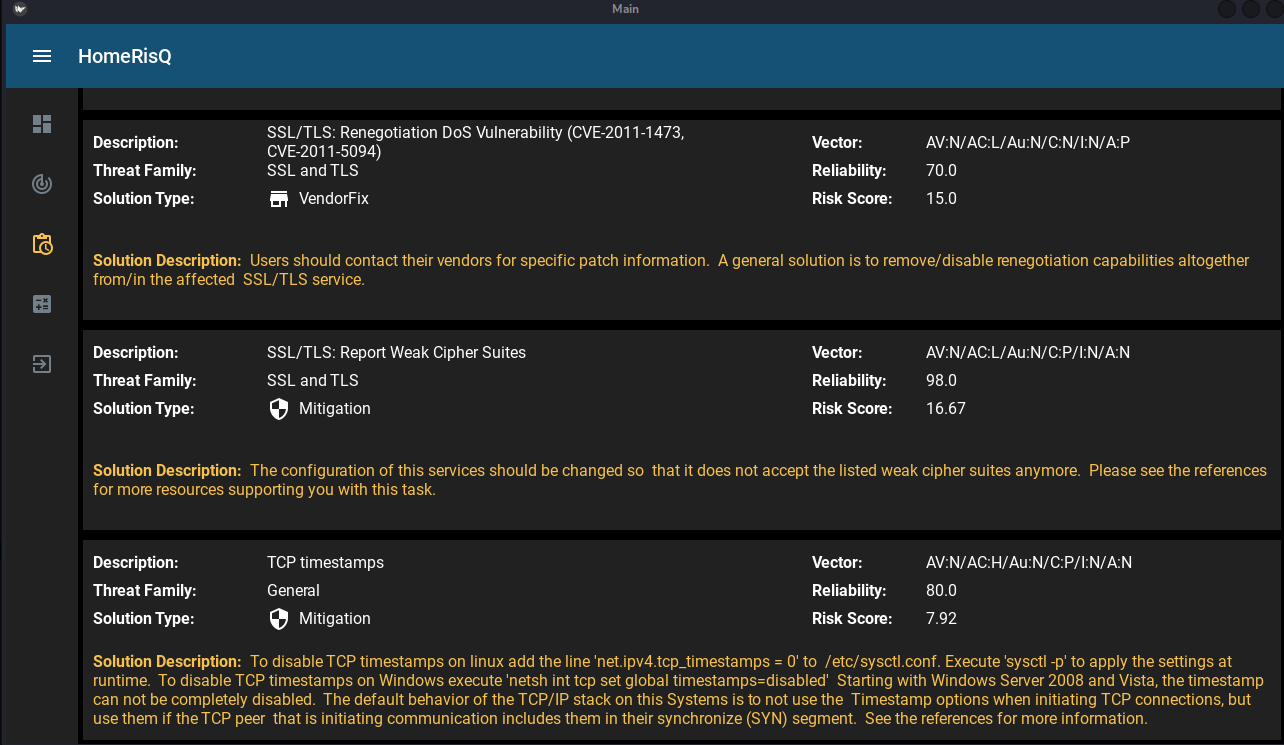 Main
HomeRisQ
Description: SSL/TLS: Renegotiation DoS Vulnerability (CVE-2011-1473, CVE-2011-5094) Vector: AV:N/AC:L/Au:N/C:N/I:N/A:P
Threat Family: SSL and TLS Reliability: 70.0
Solution Type: VendorFix Risk Score: 15.0
Solution Description: Users should contact their vendors for specific patch information. A general solution is to remove/disable renegotiation capabilities altogether
from/in the affected SSL/TLS service.
Description: SSL/TLS: Report Weak Cipher Suites Vector: AV:N/AC:L/Au:N/C:P/I:N/A:N
Threat Family: SSL and TLS Reliability: 98.0
Solution Type: Mitigation Risk Score: 16.67
Solution Description: The configuration of this services should be changed so that it does not accept the listed weak cipher suites anymore. Please see the references
for more resources supporting you with this task.
Description: TCP timestamps Vector: AV:N/AC:H/Au:N/C:P/I:N/A:N
Threat Family: General Reliability: 80.0
Solution Type: Mitigation Risk Score: 7.92
Solution Description: To disable TCP timestamps on linux add the line 'net.ipv4.tcp_timestamps = 0' to /etc/sysctl.conf. Execute 'sysctl -p' to apply the settings at
runtime. To disable TCP timestamps on Windows execute 'netsh int tcp set global timestamps=disabled' Starting with Windows Server 2008 and Vista, the timestamp
can not be completely disabled. The default behavior of the TCP/IP stack on this Systems is to not use the Timestamp options when initiating TCP connections, but
use them if the TCP peer that is initiating communication includes them in their synchronize (SYN) segment. See the references for more information.